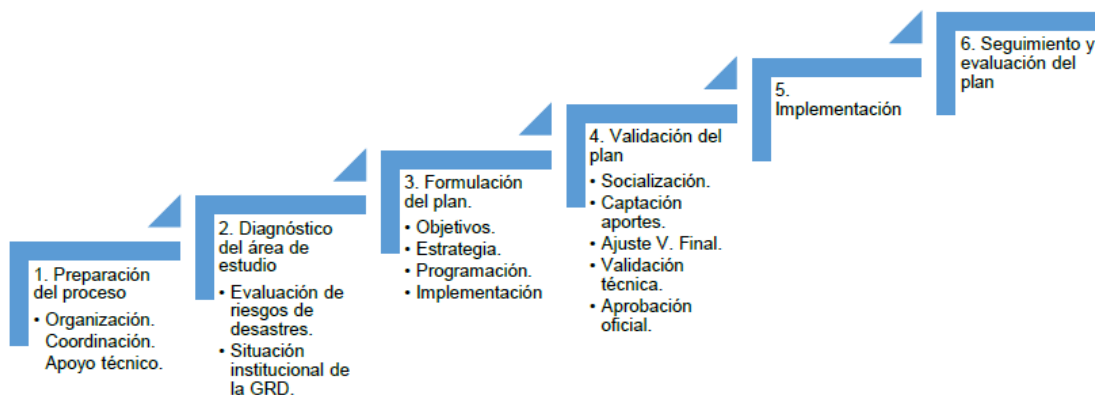 1. Preparación
del proceso
• Organización.
Coordinación.
Apoyo técnico.
2. Diagnóstico
del área de
estudio
• Evaluación de
riesgos de
desastres.
• Situación
institucional de
la GRD.
3. Formulación
del plan.
• Objetivos.
• Estrategia.
• Programación.
• Implementación
4. Validación del
plan
• Socialización.
• Captación
aportes.
• Ajuste V. Final.
• Validación
técnica.
• Aprobación
oficial.
5.
Implementación
6. Seguimiento y
evaluación del
plan